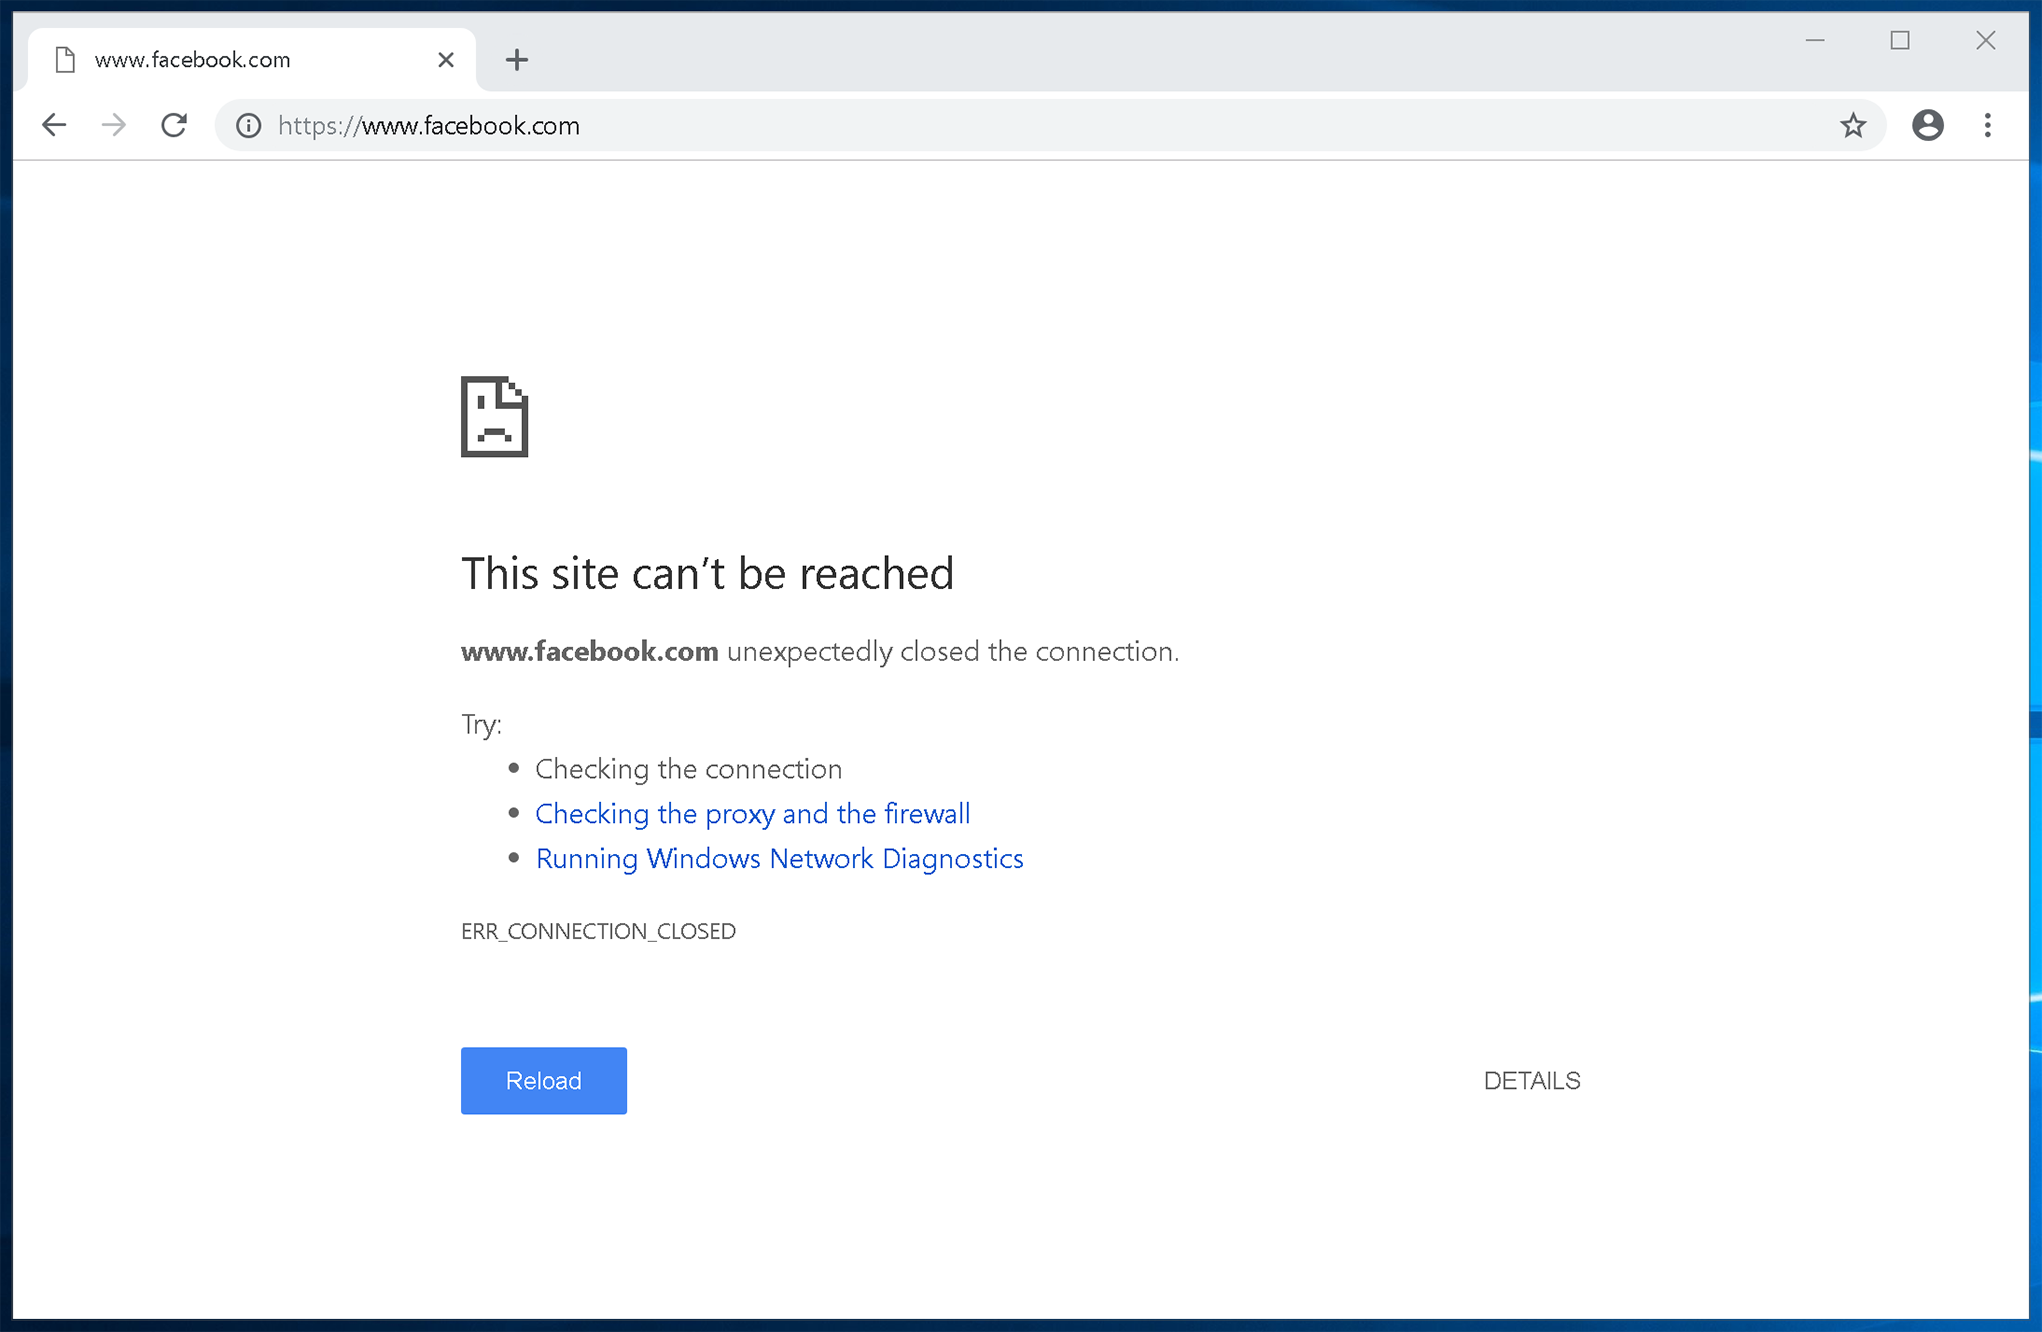 www.facebook.com
https://www.facebook.com
This site can’t be reached
www.facebook.com unexpectedly closed the connection.
Try:
Checking the connection
Checking the proxy and the firewall
Running Windows Network Diagnostics
ERR_CONNECTION_CLOSED
Reload
DETAILS